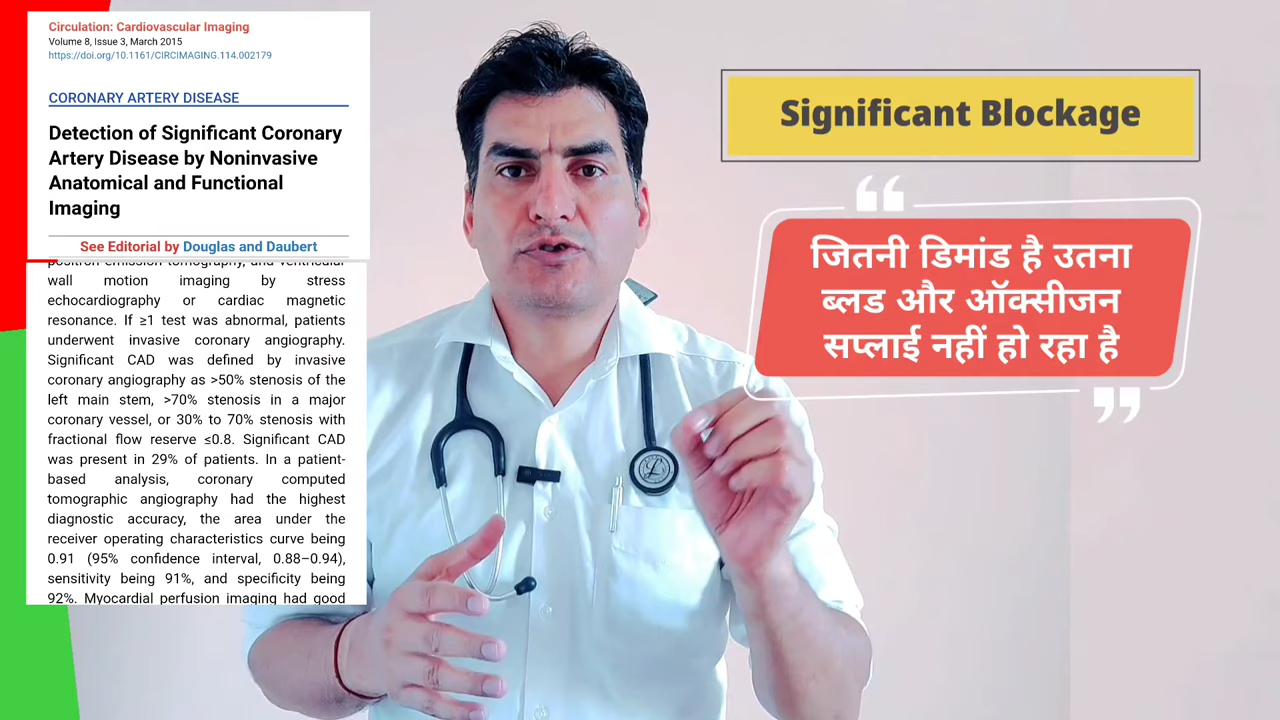 Circulation: Cardiovascular Imaging
Volume 8, Issue 3, March 2015
https://doi.org/10.1161/CIRCIMAGING.114.002179
CORONARY ARTERY DISEASE
Detection of Significant Coronary
Artery Disease by Noninvasive
Anatomical and Functional
Imaging
See Editorial by Douglas and Daubert
positron emission tomography, and ventricular
wall motion imaging by stress
echocardiography or cardiac magnetic
resonance. If ≥1 test was abnormal, patients
underwent invasive coronary angiography.
Significant CAD was defined by invasive
coronary angiography as >50% stenosis of the
left main stem, >70% stenosis in a major
coronary vessel, or 30% to 70% stenosis with
fractional flow reserve ≤0.8. Significant CAD
was present in 29% of patients. In a patient-
based analysis, coronary computed
tomographic angiography had the highest
diagnostic accuracy, the area under the
receiver operating characteristics curve being
0.91 (95% confidence interval, 0.88–0.94),
sensitivity being 91%, and specificity being
92%. Myocardial perfusion imaging had good
Significant Blockage
“
जितनी डिमांड है उतना
ब्लड और ऑक्सीजन
सप्लाई नहीं हो रहा है
”